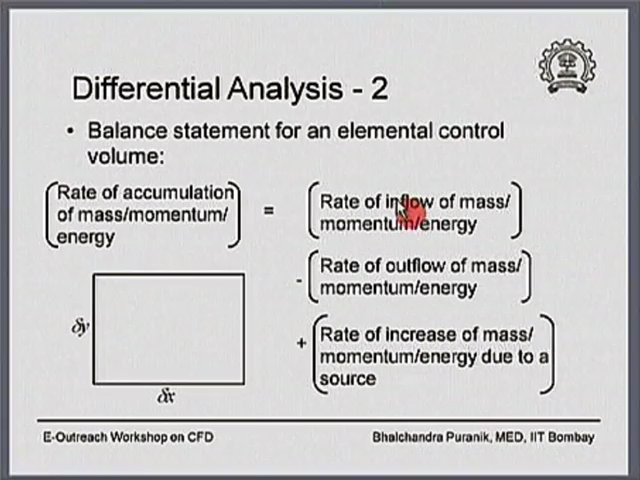 Differential Analysis - 2
• Balance statement for an elemental control
volume:
Rate of accumulation
of mass/momentum/
energy
=
Rate of inflow of mass/
momentum/energy
-
Rate of outflow of mass/
momentum/energy
+
Rate of increase of mass/
momentum/energy due to a
source
δy
δx
E-Outreach Workshop on CFD
Bhalchandra Puranik, MED, IIT Bombay